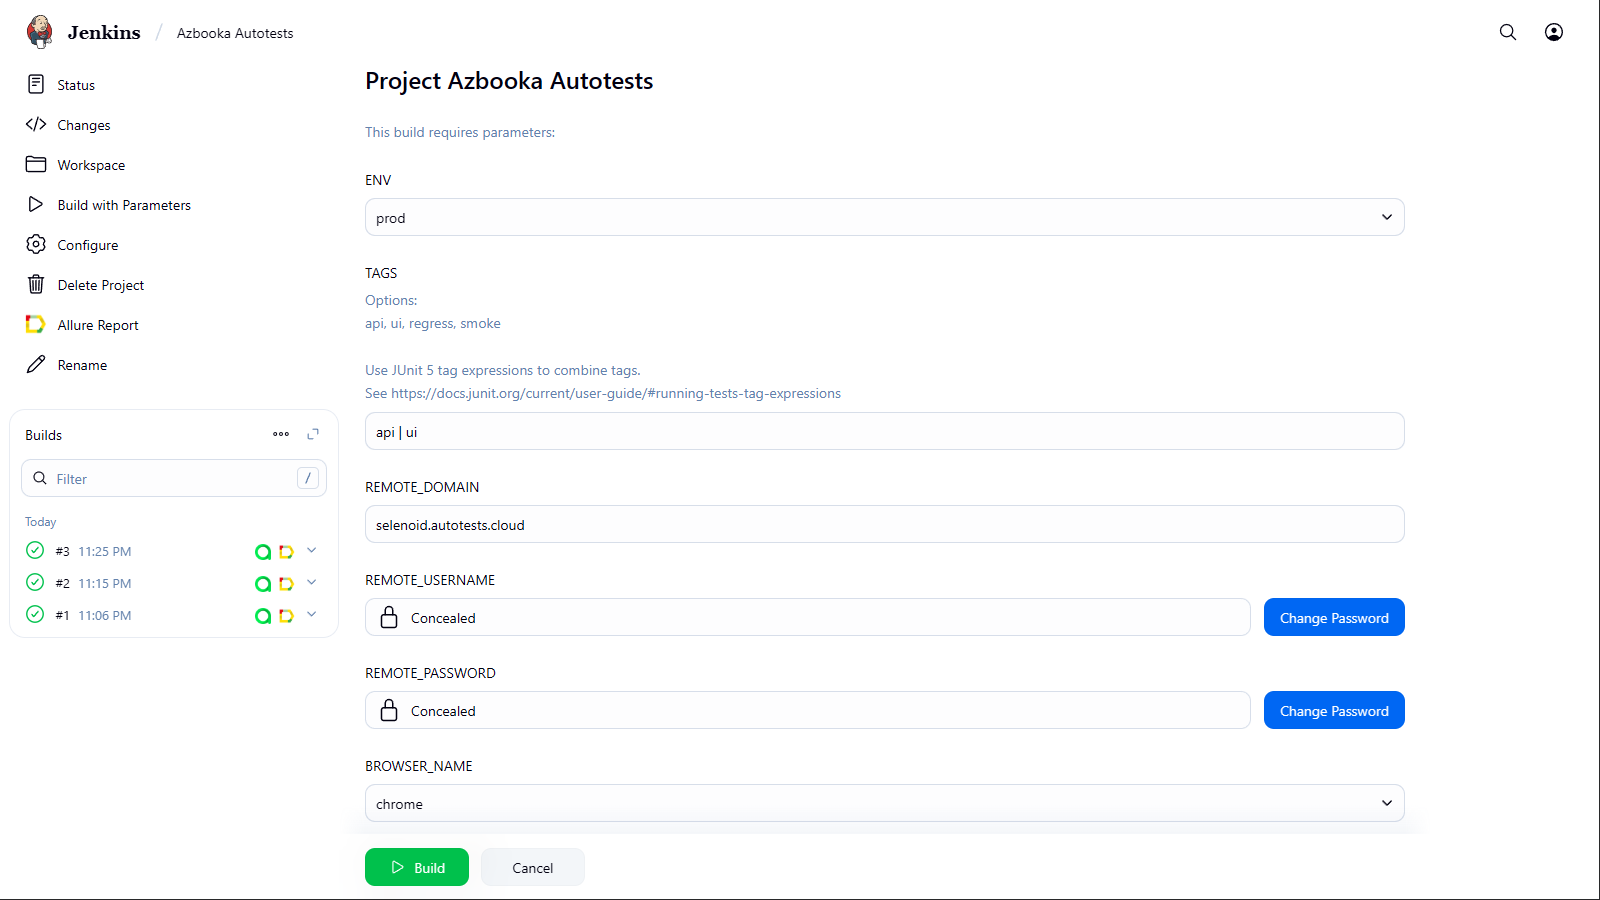 Jenkins / Azbooka Autotests
Status
Changes
Workspace
Build with Parameters
Configure
Delete Project
Allure Report
Rename
Builds
Filter /
Today
#3 11:25 PM
#2 11:15 PM
#1 11:06 PM
Project Azbooka Autotests
This build requires parameters:
ENV
prod
TAGS
Options:
api, ui, regress, smoke
Use JUnit 5 tag expressions to combine tags.
See https://docs.junit.org/current/user-guide/#running-tests-tag-expressions
api | ui
REMOTE_DOMAIN
selenoid.autotests.cloud
REMOTE_USERNAME
Concealed Change Password
REMOTE_PASSWORD
Concealed Change Password
BROWSER_NAME
chrome
Build Cancel